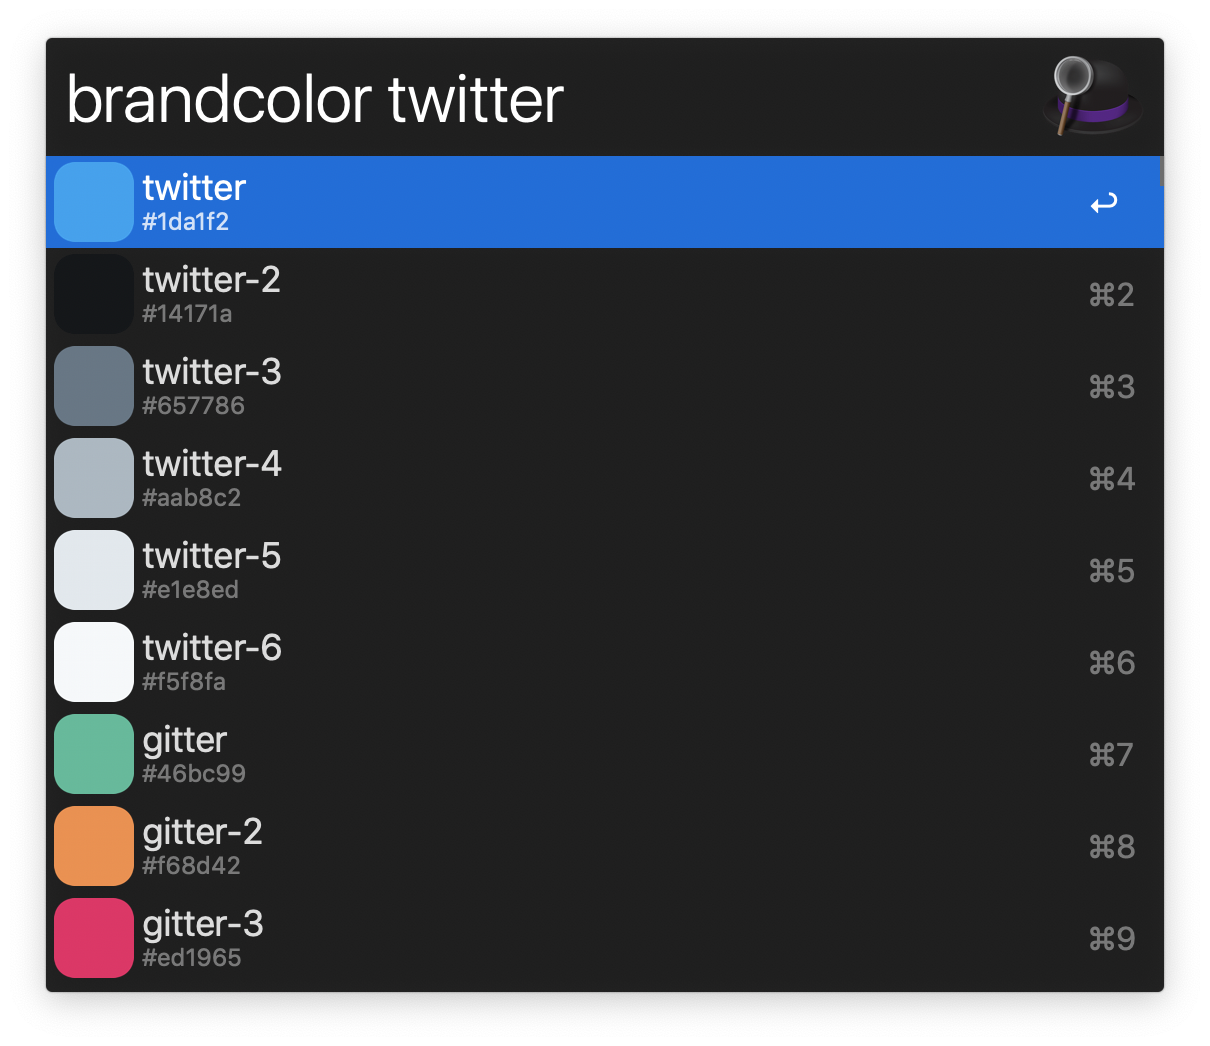 brandcolor twitter
twitter
#1da1f2
twitter-2
#14171a
⌘2
twitter-3
#657786
⌘3
twitter-4
#aab8c2
⌘4
twitter-5
#e1e8ed
⌘5
twitter-6
#f5f8fa
⌘6
gitter
#46bc99
⌘7
gitter-2
#f68d42
⌘8
gitter-3
#ed1965
⌘9